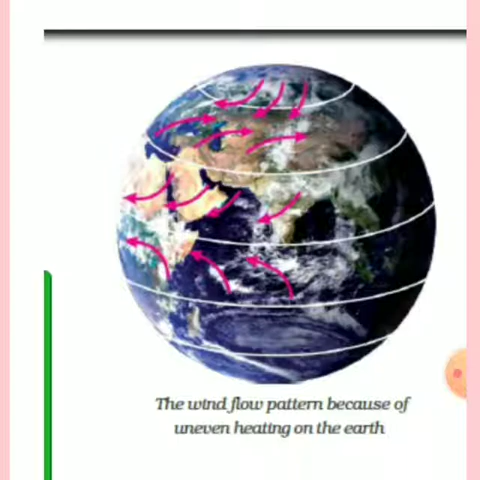 The wind flow pattern because of
uneven heating on the earth